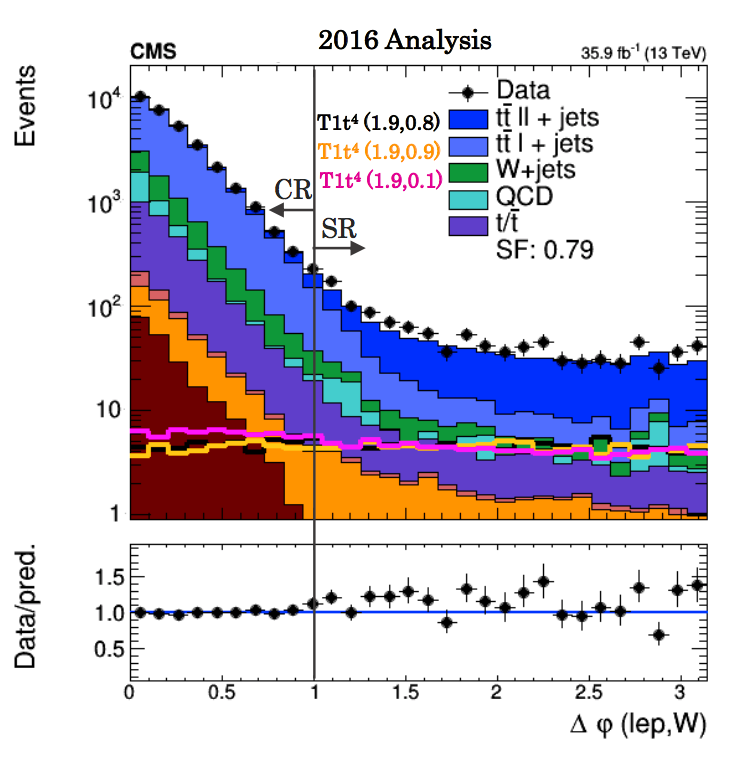 2016 Analysis
CMS
35.9 fb⁻¹ (13 TeV)
Events
10⁴
10³
10²
10
1
Data
tt̄ ll + jets
tt̄ l + jets
W+jets
QCD
t/t̄
SF: 0.79
T1t⁴ (1.9,0.8)
T1t⁴ (1.9,0.9)
T1t⁴ (1.9,0.1)
CR
SR
Data/pred.
1.5
1.0
0.5
0 0.5 1 1.5 2 2.5 3
Δ φ (lep,W)